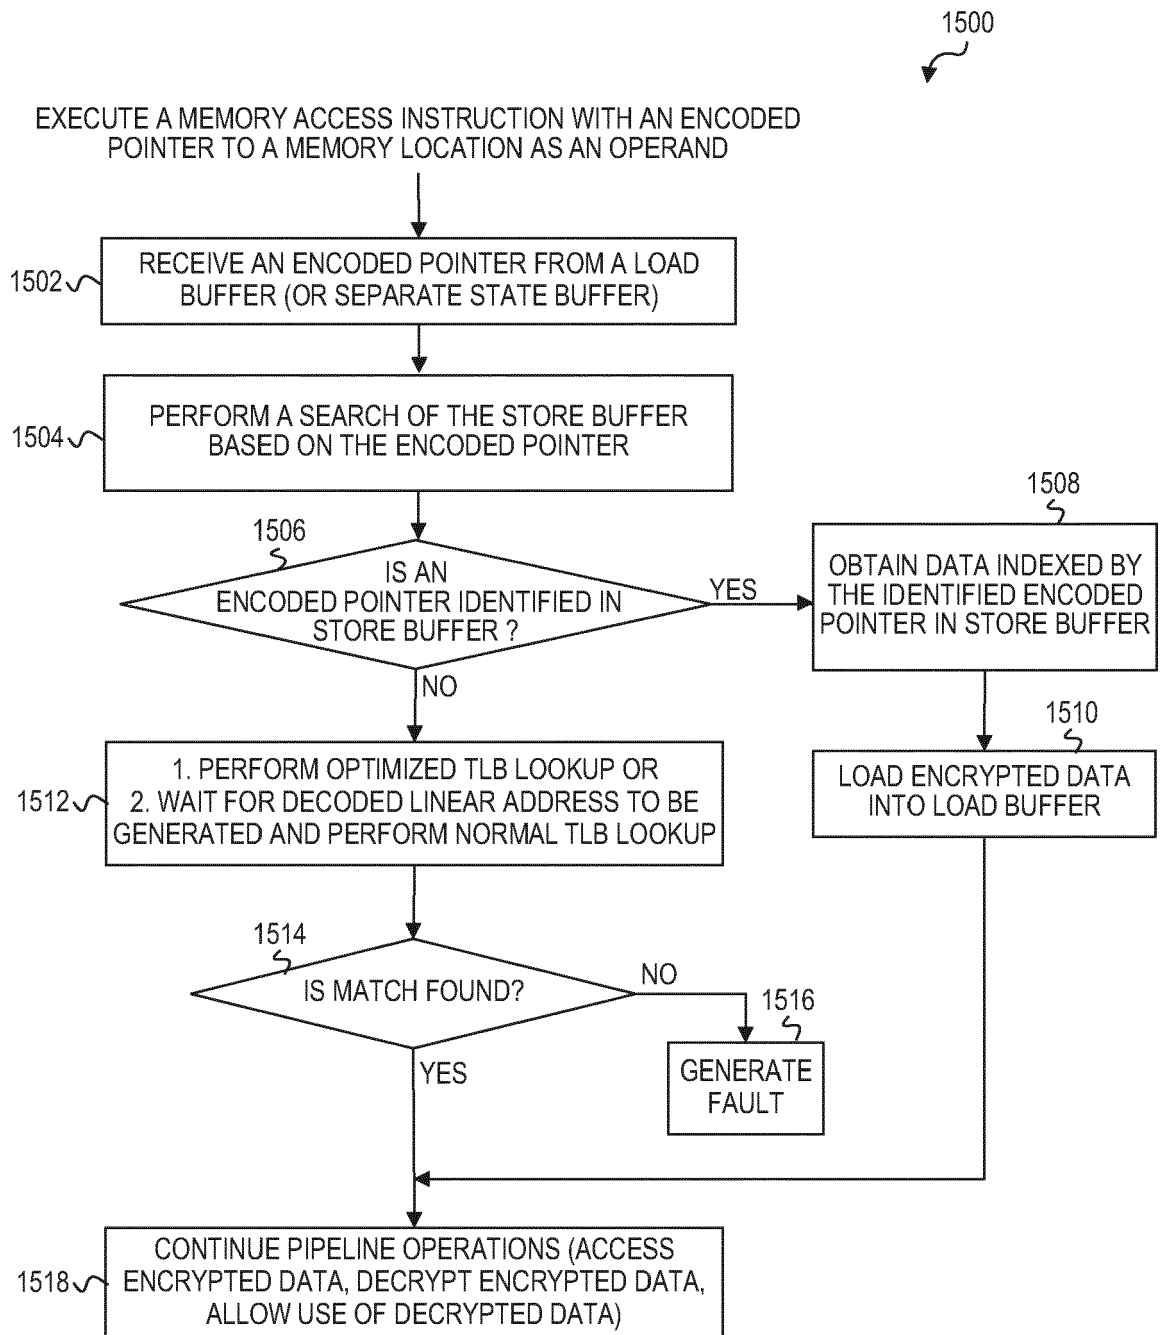 1500
EXECUTE A MEMORY ACCESS INSTRUCTION WITH AN ENCODED
POINTER TO A MEMORY LOCATION AS AN OPERAND
1502
RECEIVE AN ENCODED POINTER FROM A LOAD
BUFFER (OR SEPARATE STATE BUFFER)
1504
PERFORM A SEARCH OF THE STORE BUFFER
BASED ON THE ENCODED POINTER
1506
IS AN
ENCODED POINTER IDENTIFIED IN
STORE BUFFER ?
YES
NO
1508
OBTAIN DATA INDEXED BY
THE IDENTIFIED ENCODED
POINTER IN STORE BUFFER
1510
LOAD ENCRYPTED DATA
INTO LOAD BUFFER
1512
1. PERFORM OPTIMIZED TLB LOOKUP OR
2. WAIT FOR DECODED LINEAR ADDRESS TO BE
GENERATED AND PERFORM NORMAL TLB LOOKUP
1514
IS MATCH FOUND?
NO
YES
1516
GENERATE
FAULT
1518
CONTINUE PIPELINE OPERATIONS (ACCESS
ENCRYPTED DATA, DECRYPT ENCRYPTED DATA,
ALLOW USE OF DECRYPTED DATA)